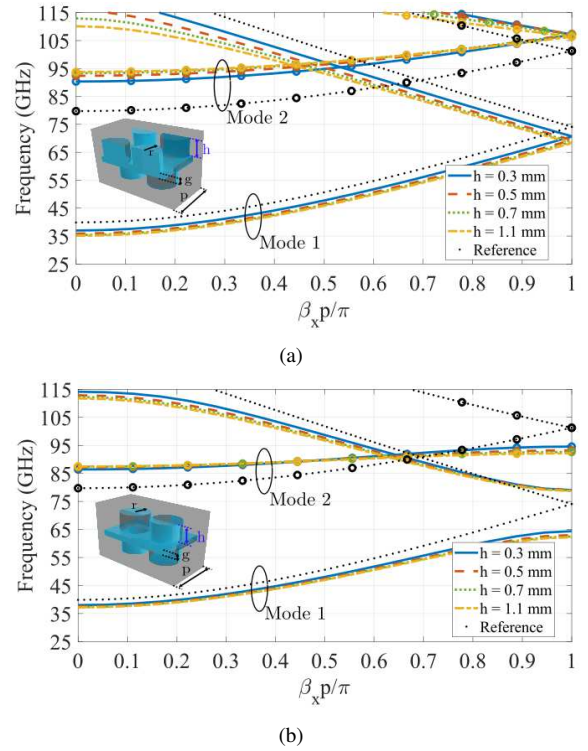 115
105
95
85
75
65
55
45
35
25
Frequency (GHz)
Mode 2
Mode 1
r
h
g
p
h = 0.3 mm
h = 0.5 mm
h = 0.7 mm
h = 1.1 mm
Reference
0 0.1 0.2 0.3 0.4 0.5 0.6 0.7 0.8 0.9 1
βₓp/π
(a)
115
105
95
85
75
65
55
45
35
25
Frequency (GHz)
Mode 2
Mode 1
r
h
g
p
h = 0.3 mm
h = 0.5 mm
h = 0.7 mm
h = 1.1 mm
Reference
0 0.1 0.2 0.3 0.4 0.5 0.6 0.7 0.8 0.9 1
βₓp/π
(b)